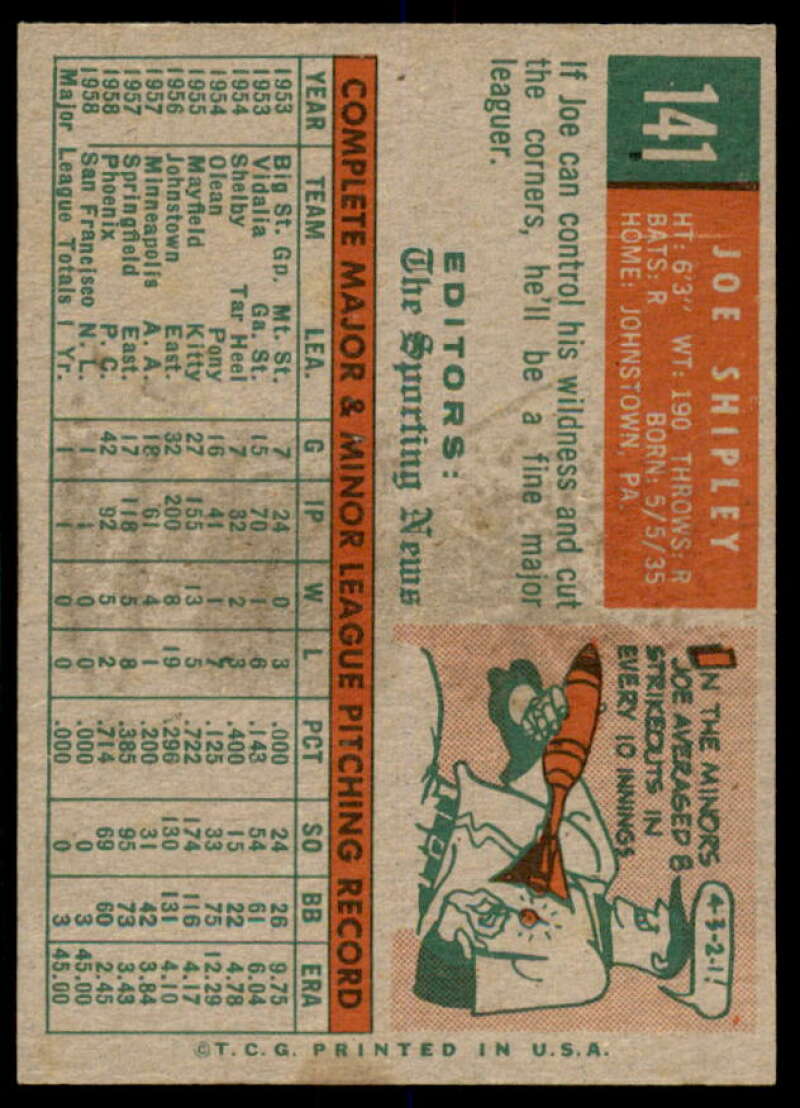 141
JOE SHIPLEY
HT: 6'3" WT: 190 THROWS: R
BATS: R BORN: 5/5/35
HOME: JOHNSTOWN, PA.
If Joe can control his wildness and cut
the corners, he'll be a fine major
leaguer.
EDITORS:
The Sporting News
IN THE MINORS
JOE AVERAGED 8
STRIKEOUTS IN
EVERY 10 INNINGS
4-3-2-1!
COMPLETE MAJOR & MINOR LEAGUE PITCHING RECORD
YEAR TEAM LEA. G IP W L PCT SO BB ERA
1953 Big St. Gp. Mt. St. 7 24 0 3 .000 24 26 9.75
1953 Vidalia Ga. St. 15 70 1 6 .143 54 61 6.04
1954 Shelby Tar Heel 7 32 2 3 .400 15 22 4.78
1954 Olean Pony 16 41 1 7 .125 33 75 12.29
1955 Mayfield Kitty 27 155 13 5 .722 174 116 4.17
1956 Johnstown East. 32 200 8 19 .296 130 131 4.10
1957 Minneapolis A. A. 18 61 4 1 .200 31 42 3.84
1957 Springfield East. 17 118 5 8 .385 95 73 3.43
1958 Phoenix P. C. 42 92 5 2 .714 69 60 2.45
1958 San Francisco N. L. 1 1 0 0 .000 0 3 45.00
Major League Totals 1 Yr. 1 1 0 0 .000 0 3 45.00
©T.C.G. PRINTED IN U.S.A.